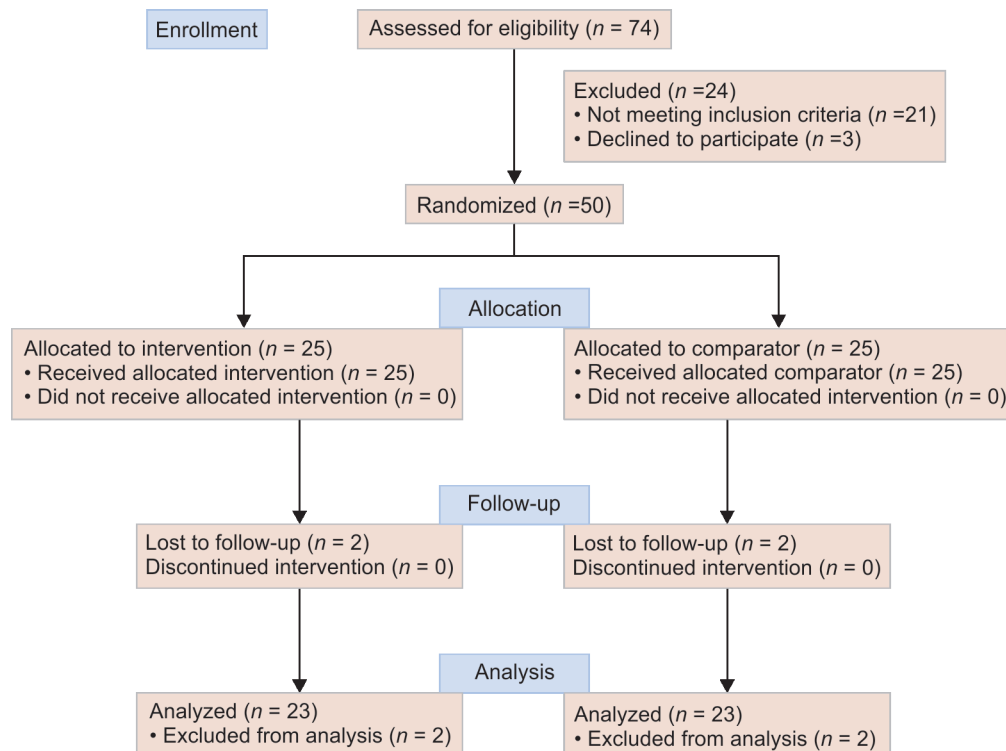 Enrollment
Assessed for eligibility (n = 74)
Excluded (n =24)
• Not meeting inclusion criteria (n =21)
• Declined to participate (n =3)
Randomized (n =50)
Allocation
Allocated to intervention (n = 25)
• Received allocated intervention (n = 25)
• Did not receive allocated intervention (n = 0)
Allocated to comparator (n = 25)
• Received allocated comparator (n = 25)
• Did not receive allocated intervention (n = 0)
Follow-up
Lost to follow-up (n = 2)
Discontinued intervention (n = 0)
Lost to follow-up (n = 2)
Discontinued intervention (n = 0)
Analysis
Analyzed (n = 23)
• Excluded from analysis (n = 2)
Analyzed (n = 23)
• Excluded from analysis (n = 2)